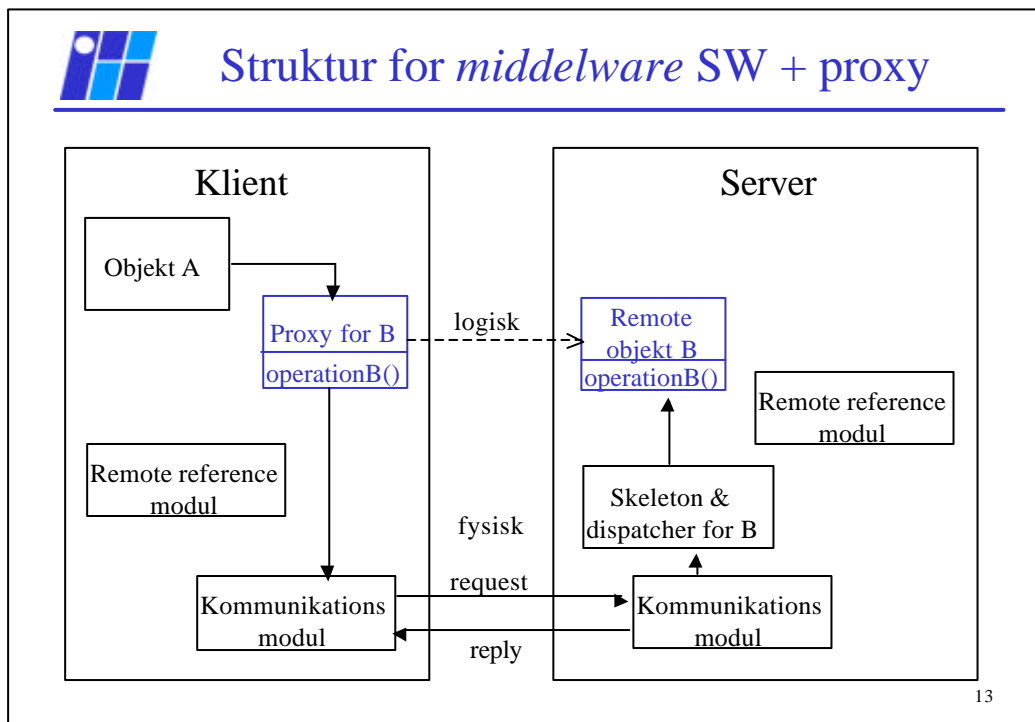 Struktur for middelware SW + proxy
Klient
Objekt A
Proxy for B
operationB()
Remote reference
modul
Kommunikations
modul
logisk
fysisk
request
reply
Server
Remote
objekt B
operationB()
Remote reference
modul
Skeleton &
dispatcher for B
Kommunikations
modul
13